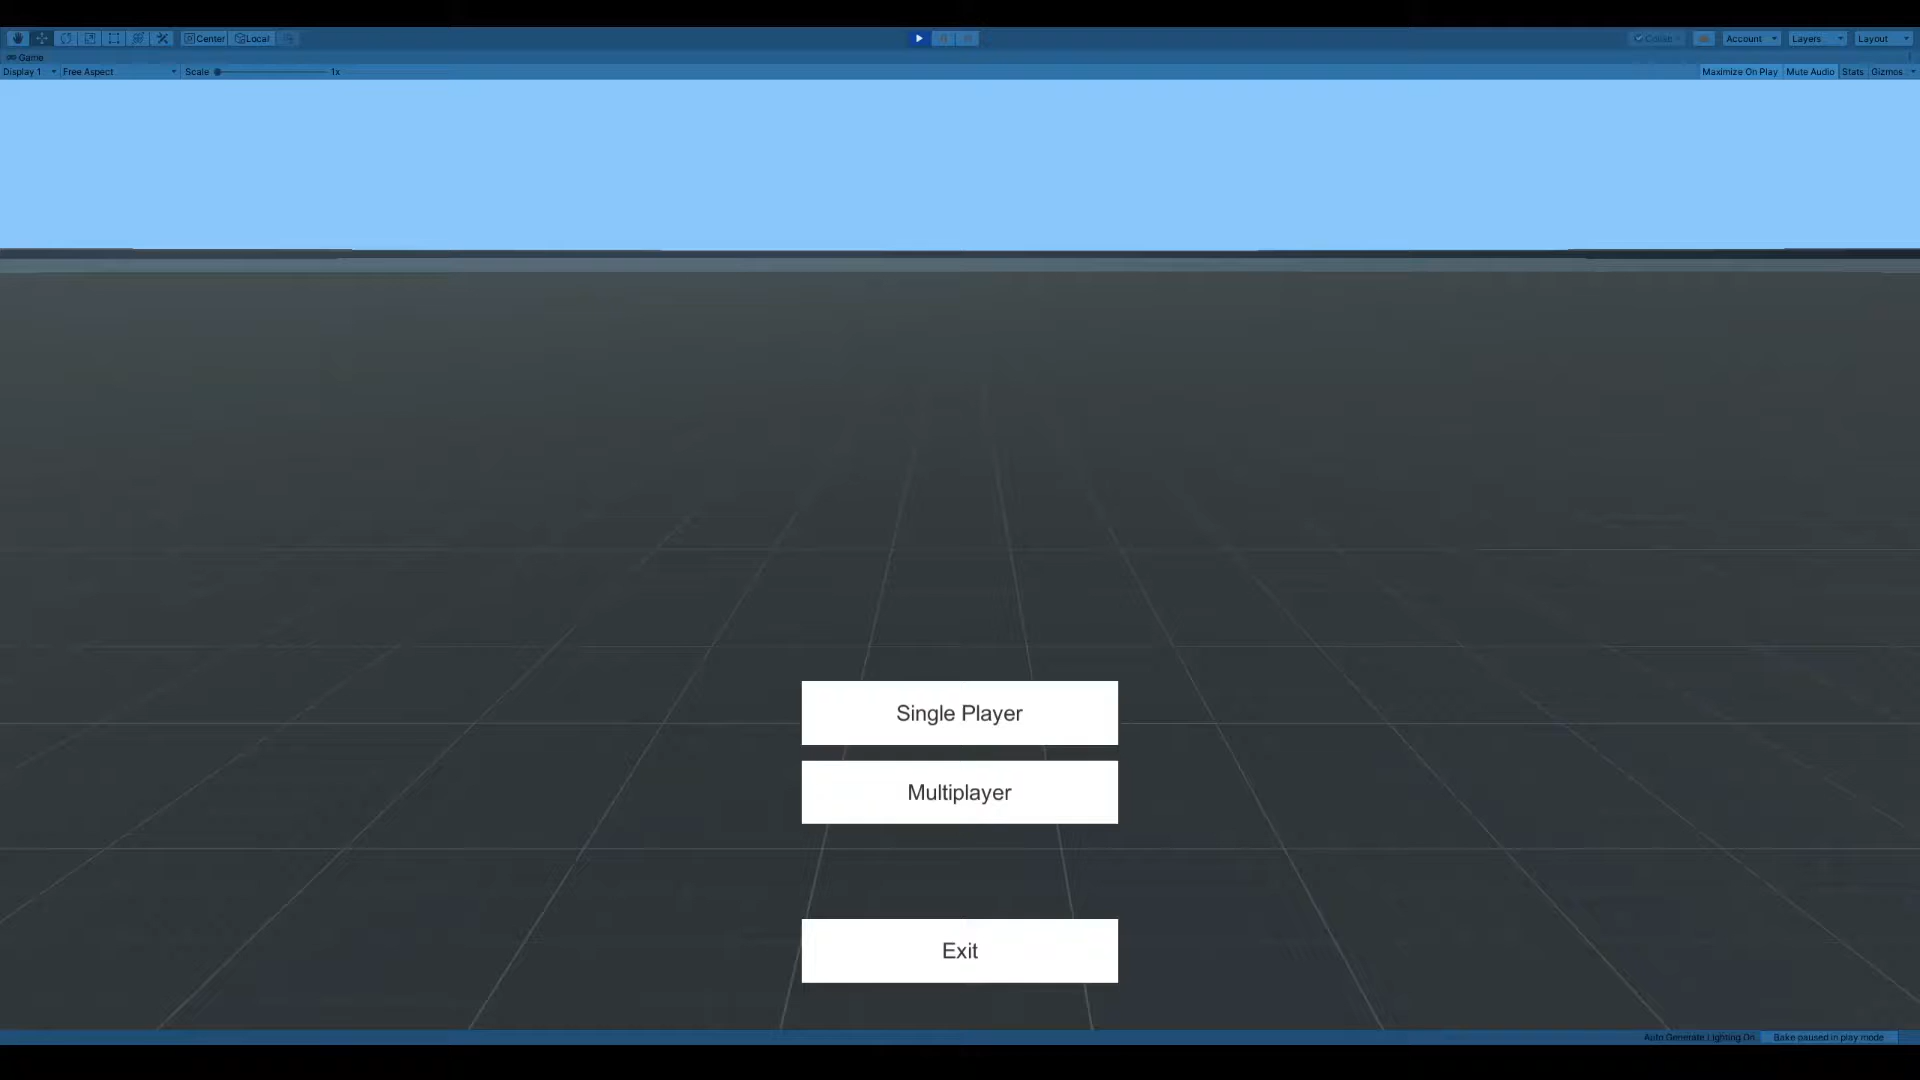 Center Local Collab Account Layers Layout
Game
Display 1 Free Aspect Scale 1x Maximize On Play Mute Audio Stats Gizmos
Single Player
Multiplayer
Exit
Auto Generate Lighting On Bake paused in play mode